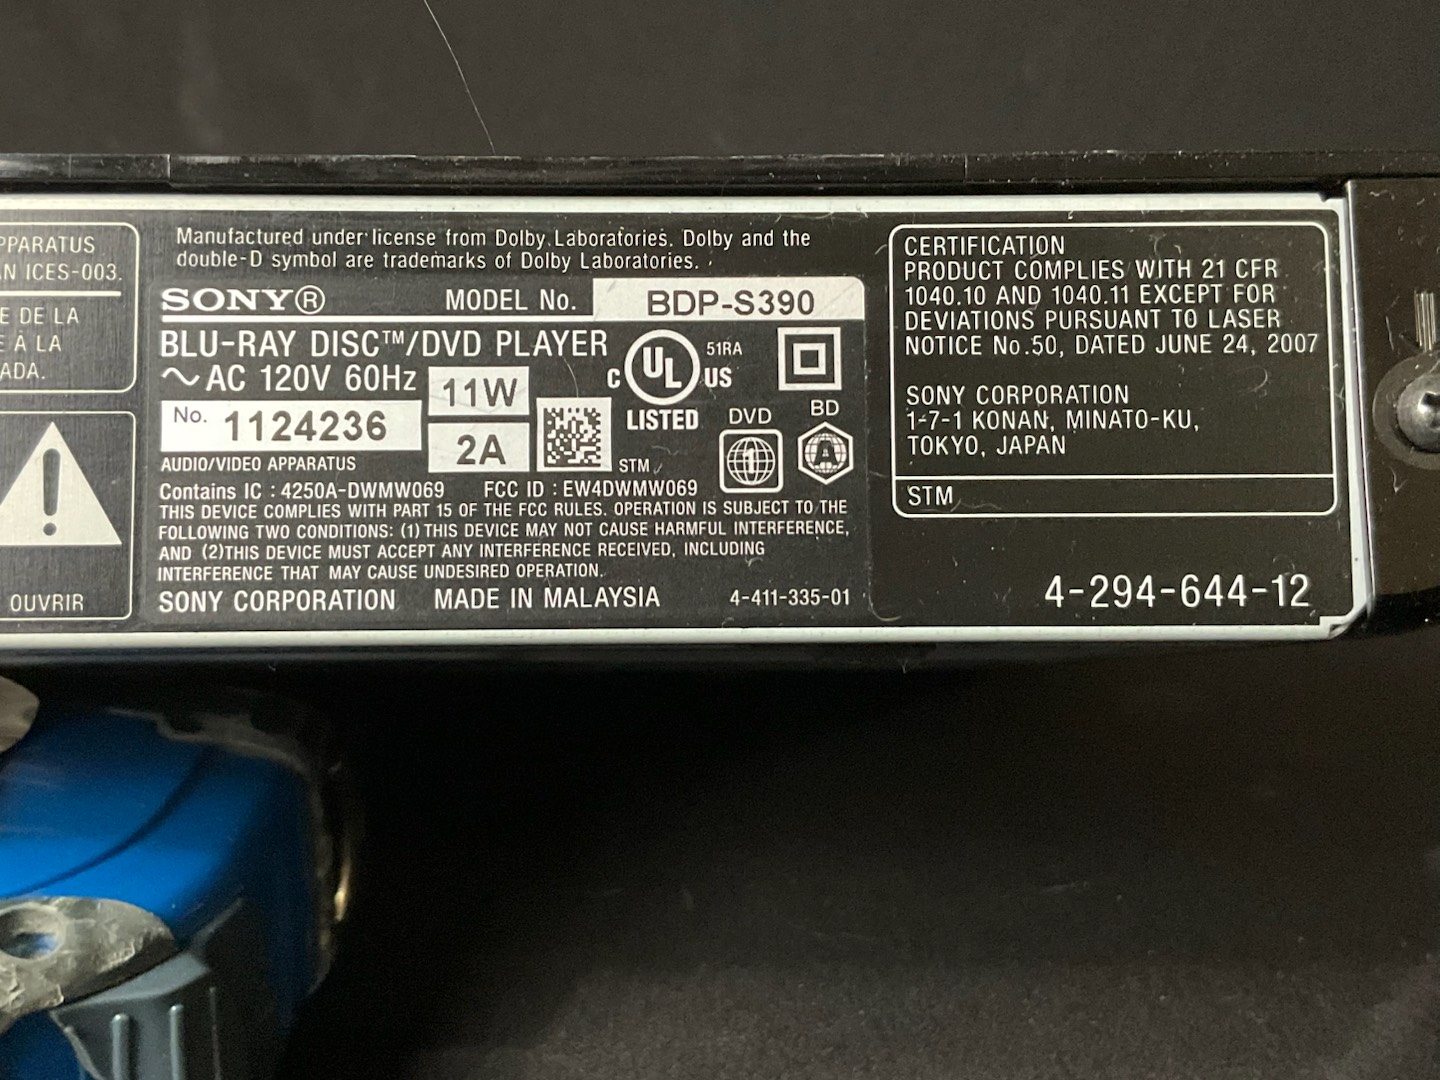 PPARATUS
AN ICES-003.
E DE LA
E À LA
ADA.
OUVRIR
Manufactured under license from Dolby Laboratories. Dolby and the
double-D symbol are trademarks of Dolby Laboratories.
SONY® MODEL No. BDP-S390
BLU-RAY DISC™/DVD PLAYER
~ AC 120V 60Hz 11W
No. 1124236 2A
AUDIO/VIDEO APPARATUS
C UL US 51RA
LISTED
STM
DVD BD
1 A
Contains IC : 4250A-DWMW069 FCC ID : EW4DWMW069
THIS DEVICE COMPLIES WITH PART 15 OF THE FCC RULES. OPERATION IS SUBJECT TO THE
FOLLOWING TWO CONDITIONS: (1) THIS DEVICE MAY NOT CAUSE HARMFUL INTERFERENCE,
AND (2)THIS DEVICE MUST ACCEPT ANY INTERFERENCE RECEIVED, INCLUDING
INTERFERENCE THAT MAY CAUSE UNDESIRED OPERATION.
SONY CORPORATION MADE IN MALAYSIA 4-411-335-01
CERTIFICATION
PRODUCT COMPLIES WITH 21 CFR
1040.10 AND 1040.11 EXCEPT FOR
DEVIATIONS PURSUANT TO LASER
NOTICE No.50, DATED JUNE 24, 2007
SONY CORPORATION
1-7-1 KONAN, MINATO-KU,
TOKYO, JAPAN
STM
4-294-644-12